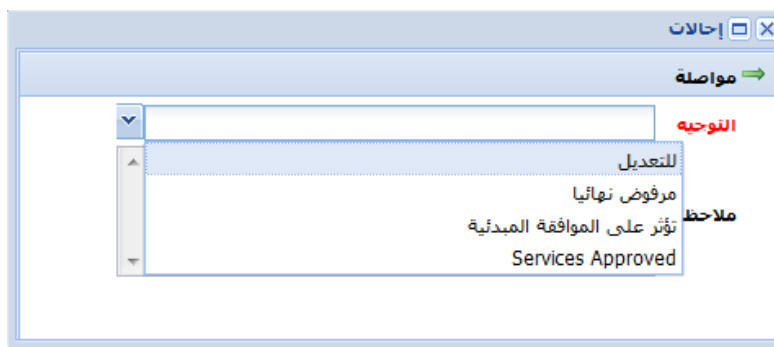 إحالات
مواصلة
التوجيه
للتعديل
مرفوض نهائيا
ملاحظ
تؤثر على الموافقة المبدئية
Services Approved